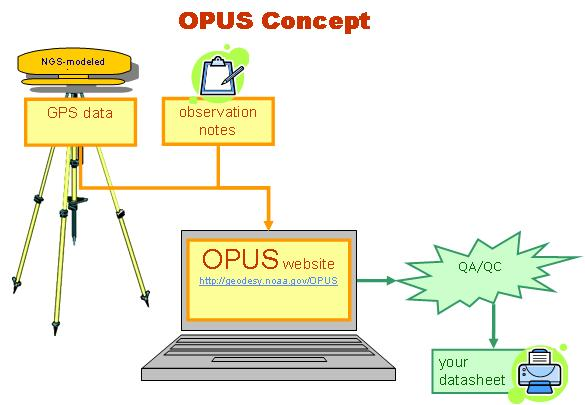 OPUS Concept
NGS-modeled
GPS data
observation
notes
OPUS website
http://geodesy.noaa.gov/OPUS
QA/QC
your
datasheet